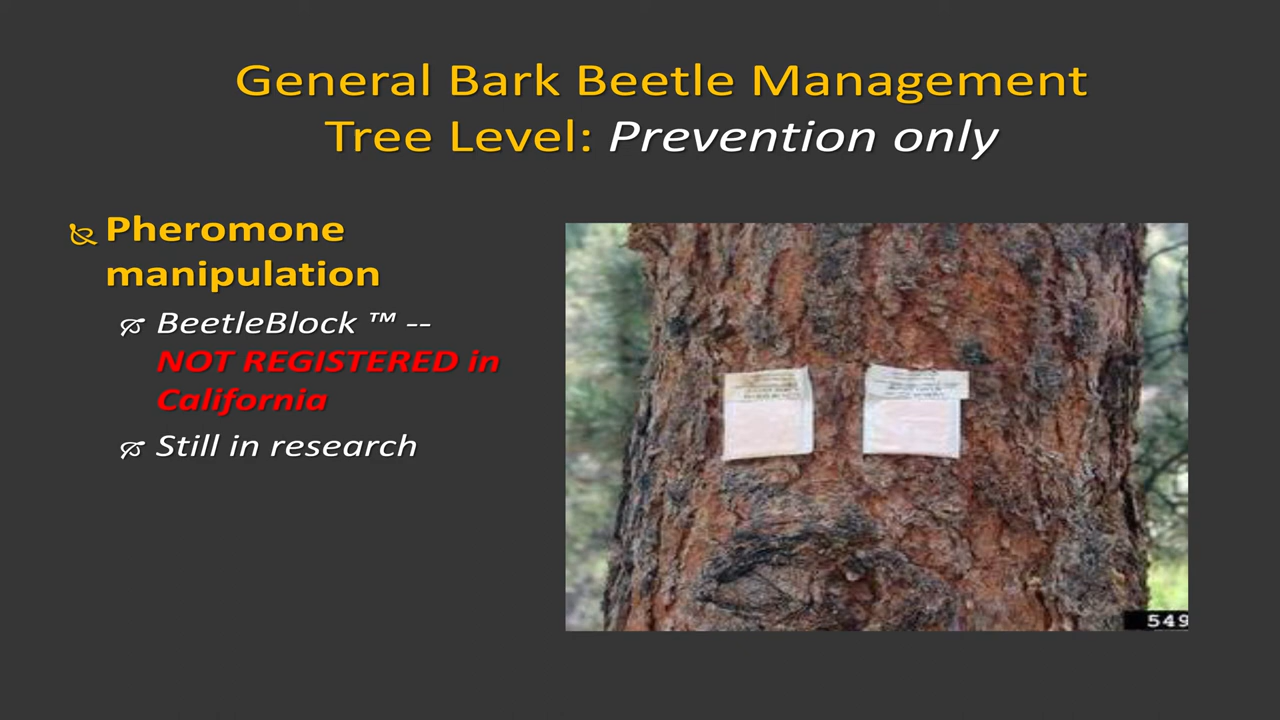 General Bark Beetle Management
Tree Level: Prevention only
Pheromone
manipulation
BeetleBlock ™ --
NOT REGISTERED in
California
Still in research
549